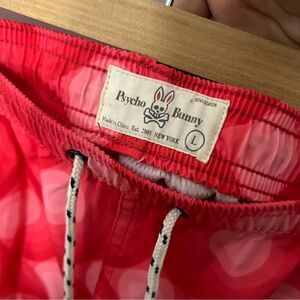 Psycho Bunny
Made in China Est. 2005 NEW YORK
L